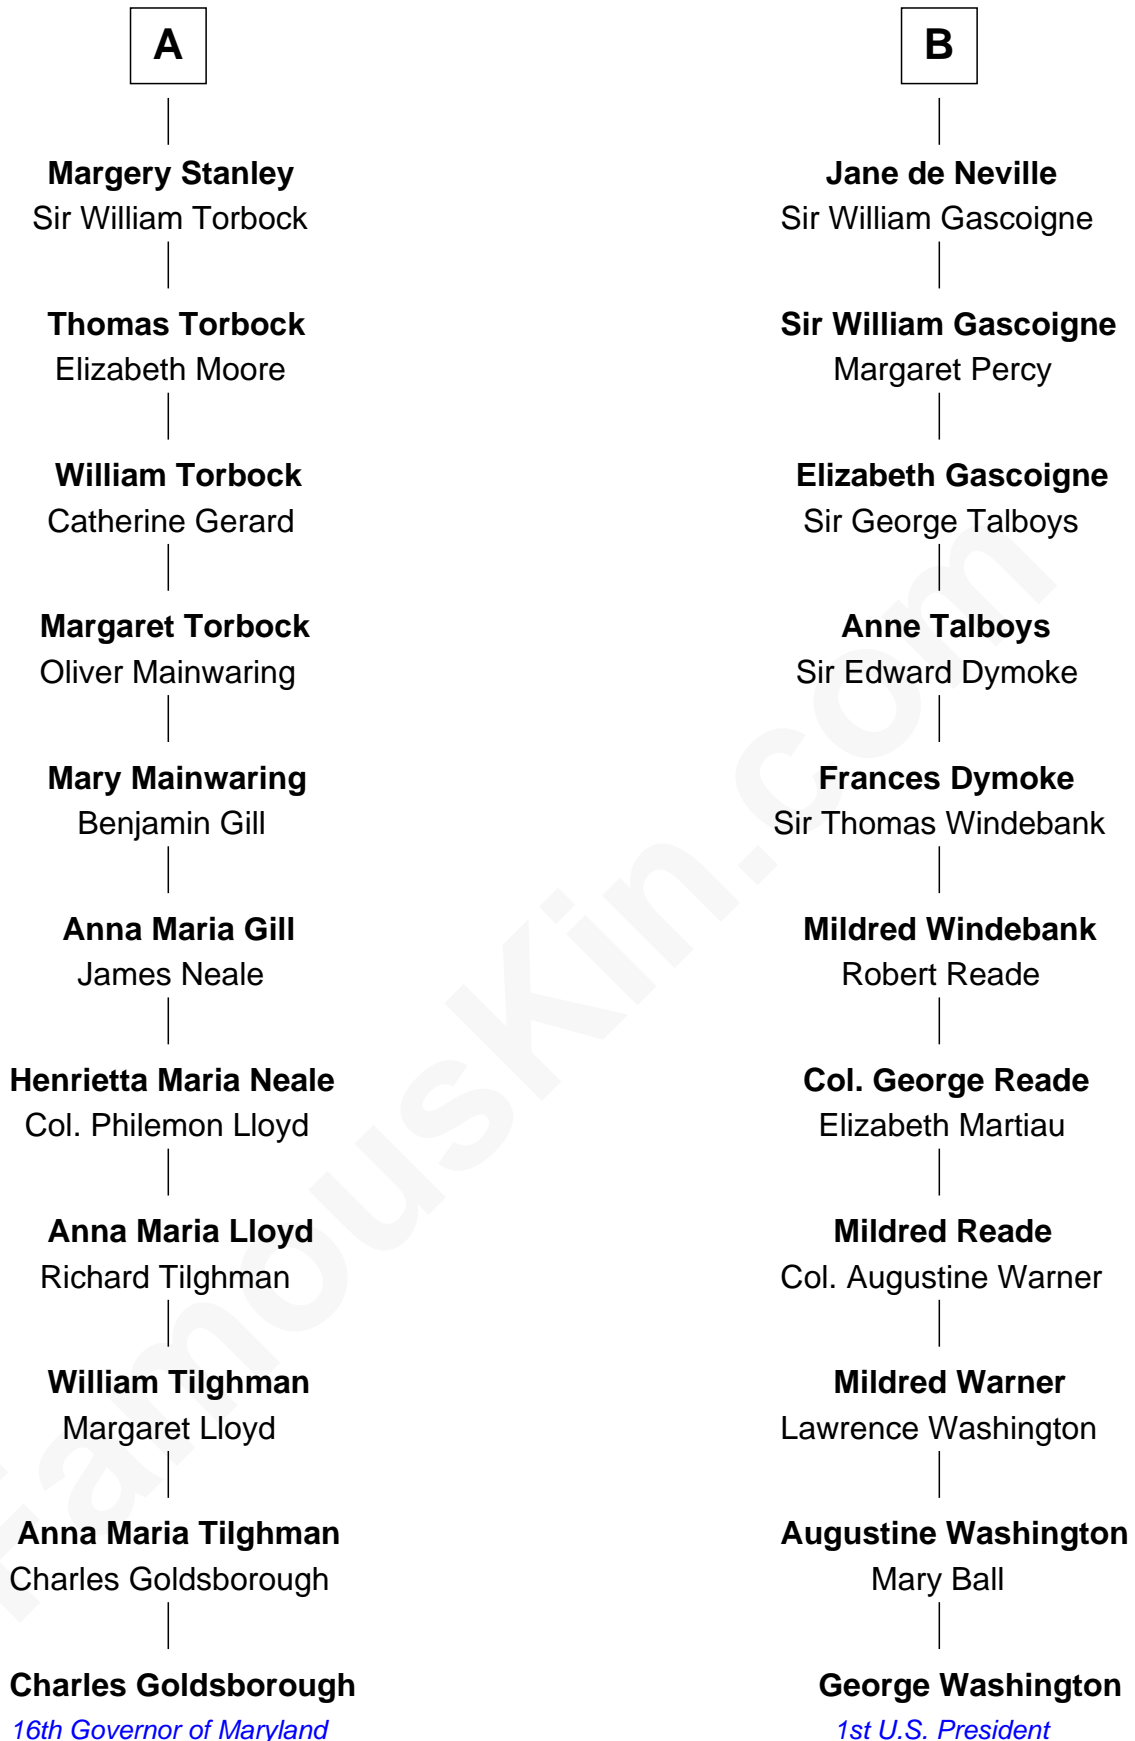 A
Margery Stanley
Sir William Torbock
Thomas Torbock
Elizabeth Moore
William Torbock
Catherine Gerard
Margaret Torbock
Oliver Mainwaring
Mary Mainwaring
Benjamin Gill
Anna Maria Gill
James Neale
Henrietta Maria Neale
Col. Philemon Lloyd
Anna Maria Lloyd
Richard Tilghman
William Tilghman
Margaret Lloyd
Anna Maria Tilghman
Charles Goldsborough
Charles Goldsborough
16th Governor of Maryland
B
Jane de Neville
Sir William Gascoigne
Sir William Gascoigne
Margaret Percy
Elizabeth Gascoigne
Sir George Talboys
Anne Talboys
Sir Edward Dymoke
Frances Dymoke
Sir Thomas Windebank
Mildred Windebank
Robert Reade
Col. George Reade
Elizabeth Martiau
Mildred Reade
Col. Augustine Warner
Mildred Warner
Lawrence Washington
Augustine Washington
Mary Ball
George Washington
1st U.S. President
FamousKin.com